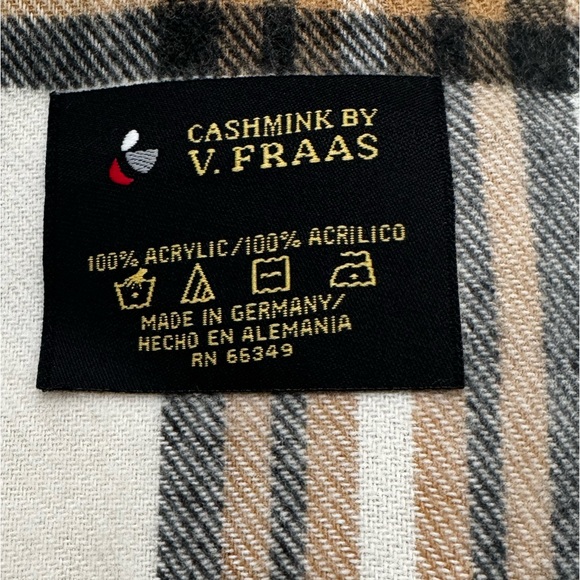 CASHMINK BY
V. FRAAS
100% ACRYLIC/100% ACRILICO
MADE IN GERMANY/
HECHO EN ALEMANIA
RN 66349